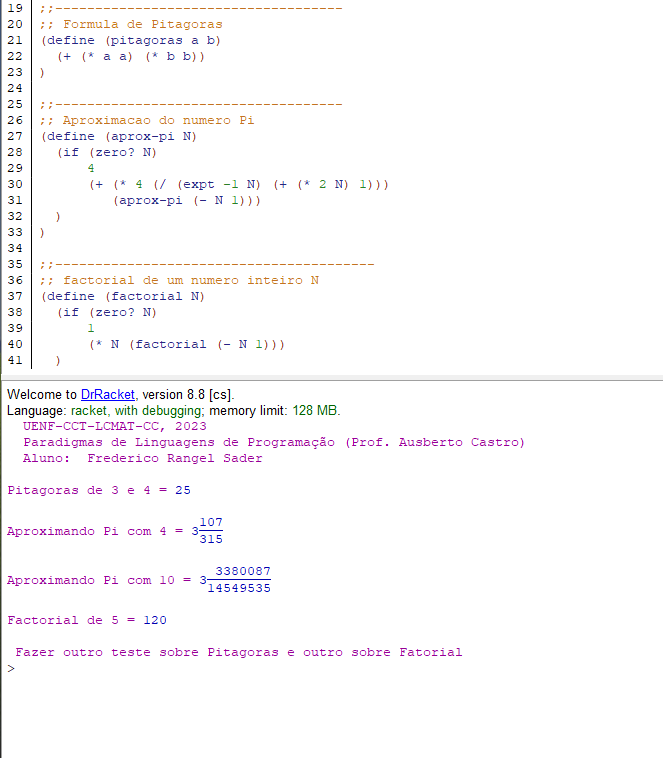 19 ;;------------------------------------
20 ;; Formula de Pitagoras
21 (define (pitagoras a b)
22   (+ (* a a) (* b b))
23 )
24
25 ;;------------------------------------
26 ;; Aproximacao do numero Pi
27 (define (aprox-pi N)
28   (if (zero? N)
29       4
30       (+ (* 4 (/ (expt -1 N) (+ (* 2 N) 1)))
31          (aprox-pi (- N 1)))
32   )
33 )
34
35 ;;----------------------------------------
36 ;; factorial de um numero inteiro N
37 (define (factorial N)
38   (if (zero? N)
39       1
40       (* N (factorial (- N 1)))
41   )
Welcome to DrRacket, version 8.8 [cs].
Language: racket, with debugging; memory limit: 128 MB.
UENF-CCT-LCMAT-CC, 2023
Paradigmas de Linguagens de Programação (Prof. Ausberto Castro)
Aluno:  Frederico Rangel Sader
Pitagoras de 3 e 4 = 25
Aproximando Pi com 4 = 3 107/315
Aproximando Pi com 10 = 3 3380087/14549535
Factorial de 5 = 120
Fazer outro teste sobre Pitagoras e outro sobre Fatorial
>